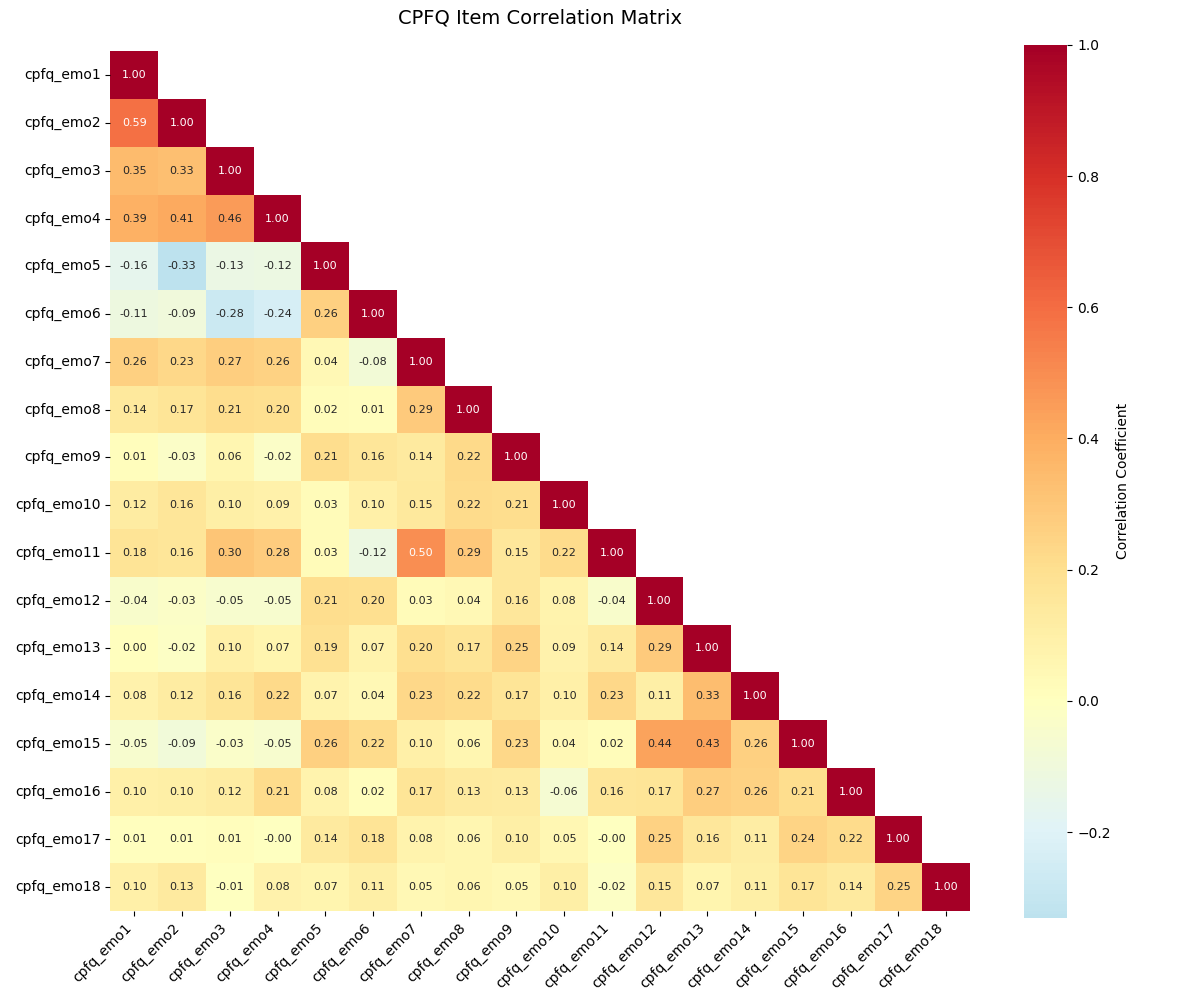 CPFQ Item Correlation Matrix
cpfq_emo1 1.00
cpfq_emo2 0.59 1.00
cpfq_emo3 0.35 0.33 1.00
cpfq_emo4 0.39 0.41 0.46 1.00
cpfq_emo5 -0.16 -0.33 -0.13 -0.12 1.00
cpfq_emo6 -0.11 -0.09 -0.28 -0.24 0.26 1.00
cpfq_emo7 0.26 0.23 0.27 0.26 0.04 -0.08 1.00
cpfq_emo8 0.14 0.17 0.21 0.20 0.02 0.01 0.29 1.00
cpfq_emo9 0.01 -0.03 0.06 -0.02 0.21 0.16 0.14 0.22 1.00
cpfq_emo10 0.12 0.16 0.10 0.09 0.03 0.10 0.15 0.22 0.21 1.00
cpfq_emo11 0.18 0.16 0.30 0.28 0.03 -0.12 0.50 0.29 0.15 0.22 1.00
cpfq_emo12 -0.04 -0.03 -0.05 -0.05 0.21 0.20 0.03 0.04 0.16 0.08 -0.04 1.00
cpfq_emo13 0.00 -0.02 0.10 0.07 0.19 0.07 0.20 0.17 0.25 0.09 0.14 0.29 1.00
cpfq_emo14 0.08 0.12 0.16 0.22 0.07 0.04 0.23 0.22 0.17 0.10 0.23 0.11 0.33 1.00
cpfq_emo15 -0.05 -0.09 -0.03 -0.05 0.26 0.22 0.10 0.06 0.23 0.04 0.02 0.44 0.43 0.26 1.00
cpfq_emo16 0.10 0.10 0.12 0.21 0.08 0.02 0.17 0.13 0.13 -0.06 0.16 0.17 0.27 0.26 0.21 1.00
cpfq_emo17 0.01 0.01 0.01 -0.00 0.14 0.18 0.08 0.06 0.10 0.05 -0.00 0.25 0.16 0.11 0.24 0.22 1.00
cpfq_emo18 0.10 0.13 -0.01 0.08 0.07 0.11 0.05 0.06 0.05 0.10 -0.02 0.15 0.07 0.11 0.17 0.14 0.25 1.00
cpfq_emo1 cpfq_emo2 cpfq_emo3 cpfq_emo4 cpfq_emo5 cpfq_emo6 cpfq_emo7 cpfq_emo8 cpfq_emo9 cpfq_emo10 cpfq_emo11 cpfq_emo12 cpfq_emo13 cpfq_emo14 cpfq_emo15 cpfq_emo16 cpfq_emo17 cpfq_emo18
1.0
0.8
0.6
0.4
0.2
0.0
−0.2
Correlation Coefficient